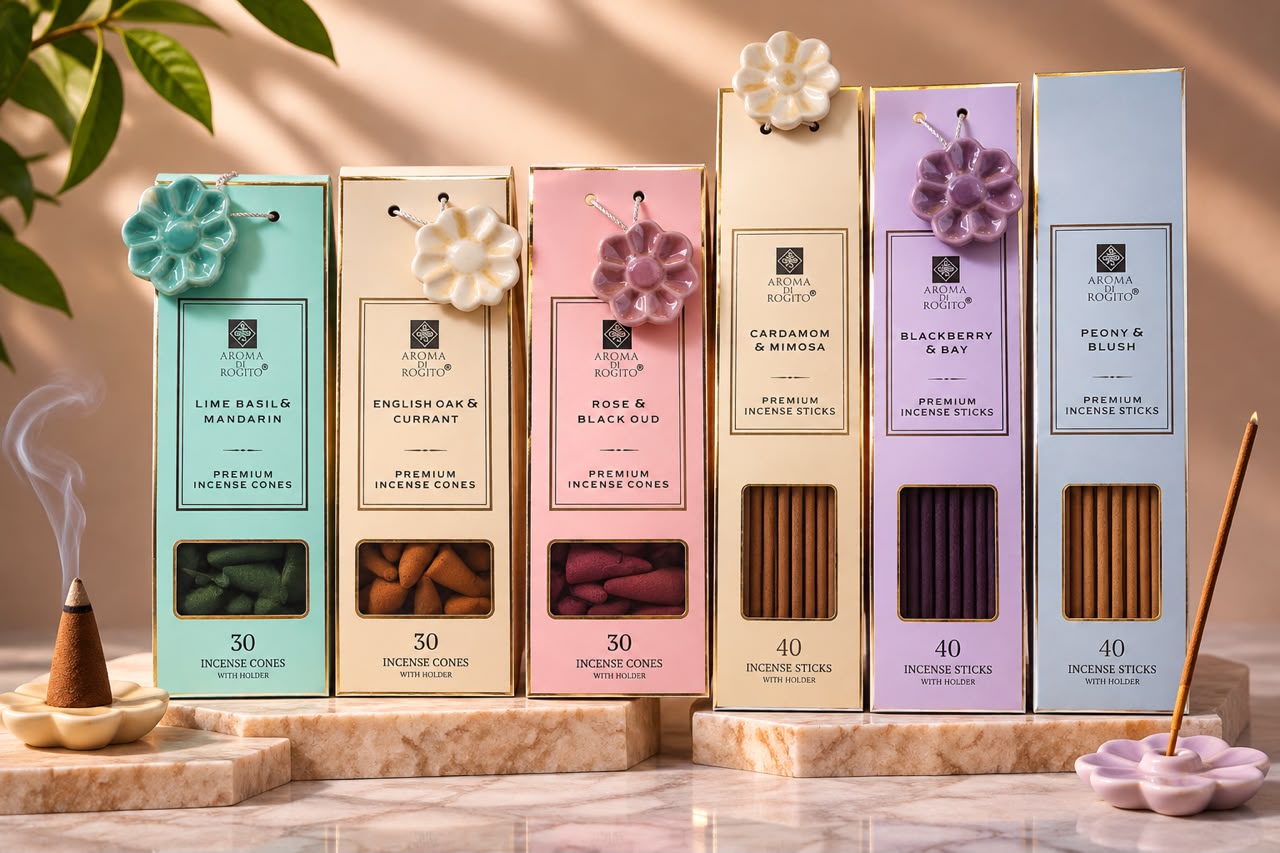 AROMA
DI
ROGITO®
LIME BASIL &
MANDARIN
PREMIUM
INCENSE CONES
30
INCENSE CONES
WITH HOLDER
AROMA
DI
ROGITO®
ENGLISH OAK &
CURRANT
PREMIUM
INCENSE CONES
30
INCENSE CONES
WITH HOLDER
AROMA
DI
ROGITO®
ROSE &
BLACK OUD
PREMIUM
INCENSE CONES
30
INCENSE CONES
WITH HOLDER
AROMA
DI
ROGITO®
CARDAMOM
& MIMOSA
PREMIUM
INCENSE STICKS
40
INCENSE STICKS
WITH HOLDER
AROMA
DI
ROGITO®
BLACKBERRY
& BAY
PREMIUM
INCENSE STICKS
40
INCENSE STICKS
WITH HOLDER
AROMA
DI
ROGITO®
PEONY &
BLUSH
PREMIUM
INCENSE STICKS
40
INCENSE STICKS
WITH HOLDER